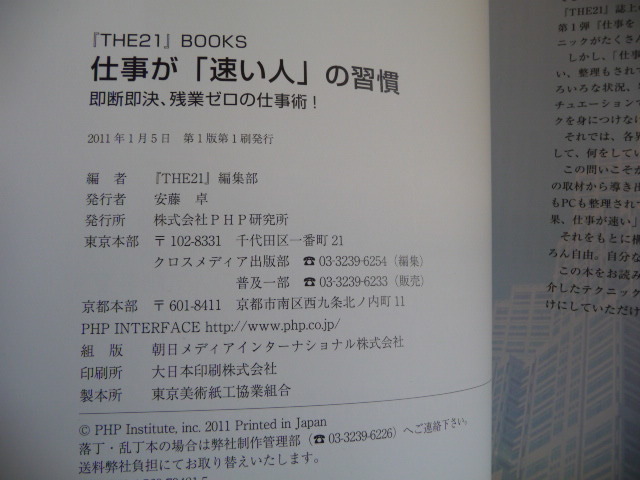 『THE21』BOOKS
仕事が「速い人」の習慣
即断即決、残業ゼロの仕事術！
2011年1月5日 第1版第1刷発行
編者 『THE21』編集部
発行者 安藤 卓
発行所 株式会社PHP研究所
東京本部 〒102-8331 千代田区一番町21
クロスメディア出版部 ☎03-3239-6254（編集）
普及一部 ☎03-3239-6233（販売）
京都本部 〒601-8411 京都市南区西九条北ノ内町11
PHP INTERFACE http://www.php.co.jp/
組版 朝日メディアインターナショナル株式会社
印刷所 大日本印刷株式会社
製本所 東京美術紙工協業組合
© PHP Institute, inc. 2011 Printed in Japan
落丁・乱丁本の場合は弊社制作管理部（☎03-3239-6226）へご連絡下さい。
送料弊社負担にてお取り替えいたします。
『THE21』誌上
第1弾『仕事を
ニックがたくさん
しかし、「仕事
い、整理もされて
ろいろな状況、
チュエーション
クを身につけな
それでは、各界
して、何をしてい
この問いこそか
の取材から導き出
もPCも整理されて
果、仕事が速い」
それをもとに構
ろん自由。自分な
この本をお読み
介したテクニック
けにしていただけ